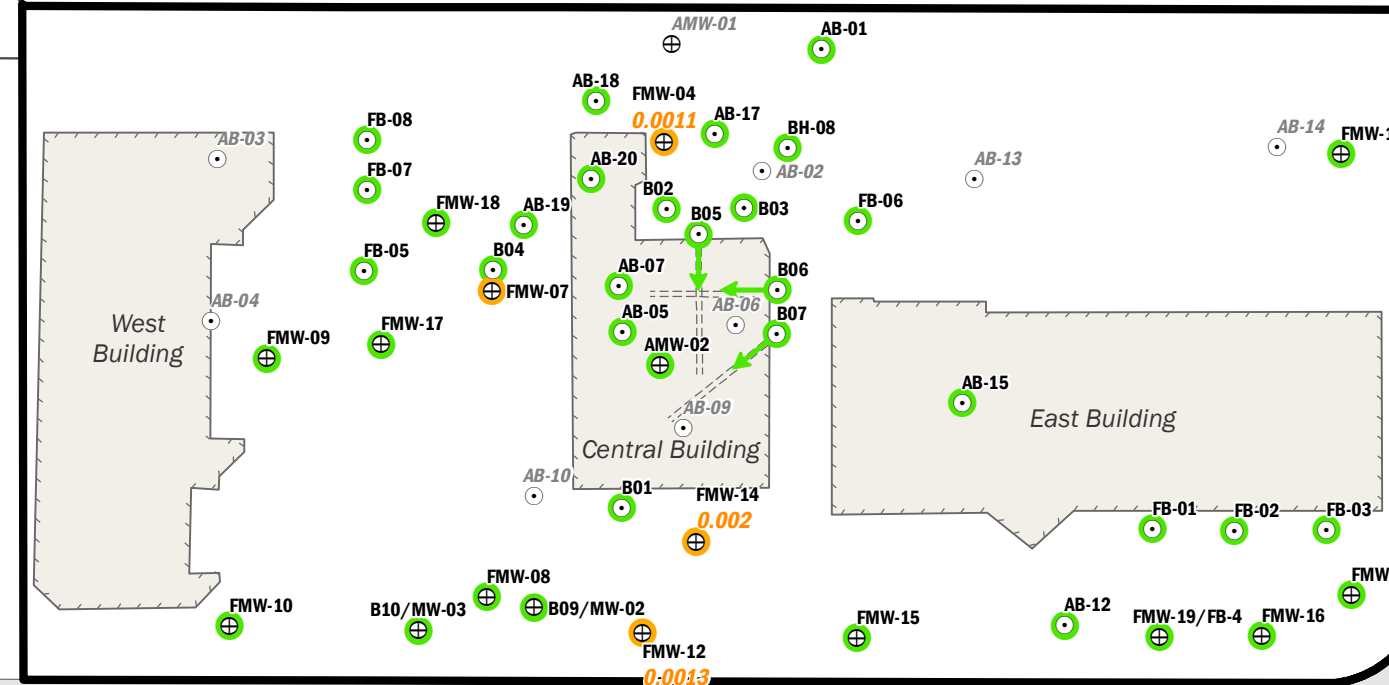 AMW-01
AB-01
AB-18
FMW-04
0.0011
AB-17
BH-08
FB-08
AB-03
AB-14
FMW-1
AB-20
AB-02
AB-13
FB-07
B02
B03
FMW-18
AB-19
B05
FB-06
FB-05
B04
AB-07
B06
FMW-07
AB-04
AB-06
AB-05
B07
West
Building
FMW-17
FMW-09
AMW-02
AB-15
AB-09
East Building
Central Building
AB-10
B01
FMW-14
0.002
FB-01
FB-02
FB-03
FMW-08
FMW
FMW-10
B10/MW-03
B09/MW-02
AB-12
FMW-15
FMW-19/FB-4
FMW-16
FMW-12
0.0013